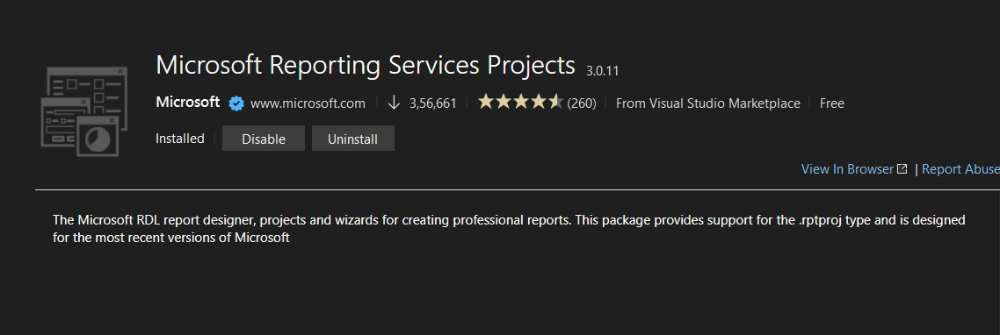 Microsoft Reporting Services Projects 3.0.11
Microsoft www.microsoft.com 3,56,661 (260) From Visual Studio Marketplace Free
Installed Disable Uninstall
View In Browser | Report Abuse
The Microsoft RDL report designer, projects and wizards for creating professional reports. This package provides support for the .rptproj type and is designed
for the most recent versions of Microsoft